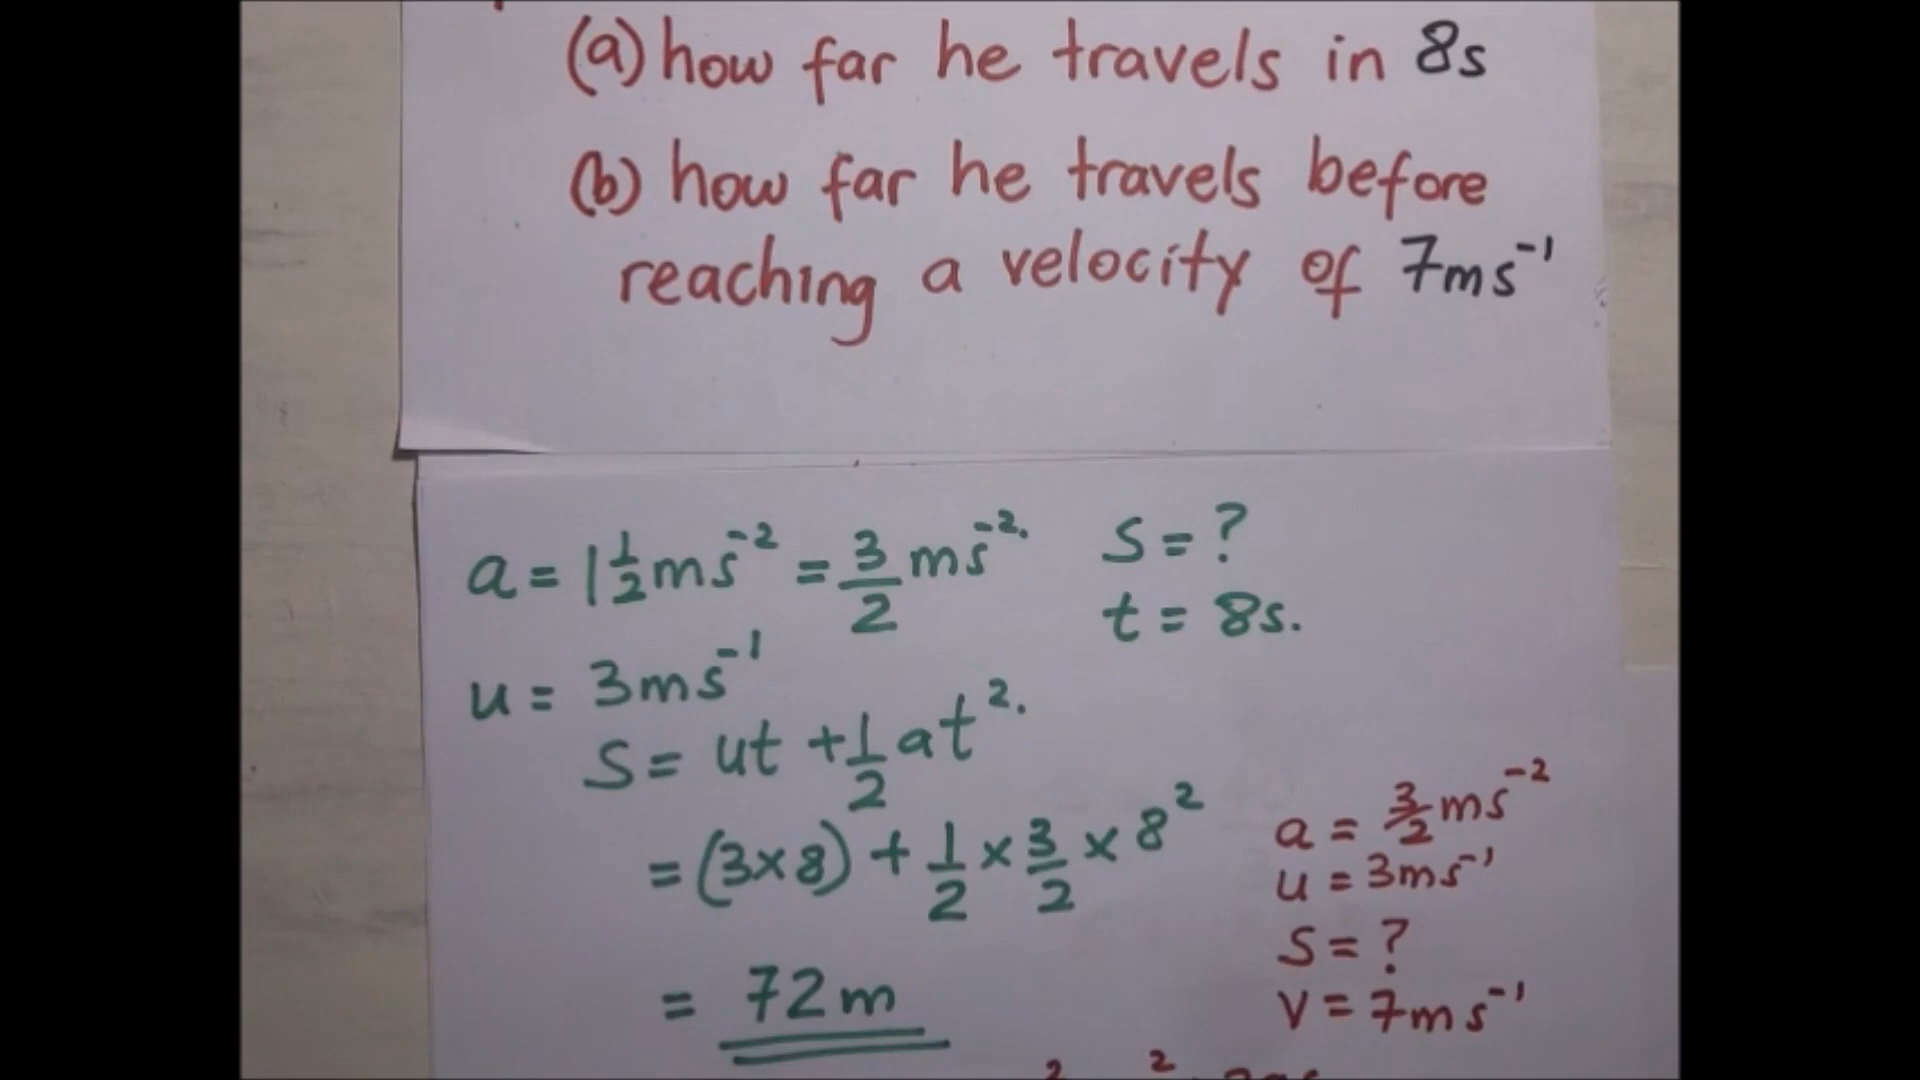 (a) how far he travels in 8s
(b) how far he travels before
reaching a velocity of 7ms⁻¹
a = 1½ms⁻² = 3/2 ms⁻².
s = ?
t = 8s.
u = 3ms⁻¹
s = ut + ½at².
= (3×8) + ½ × 3/2 × 8²
= 72m
a = 3/2 ms⁻²
u = 3ms⁻¹
s = ?
v = 7ms⁻¹